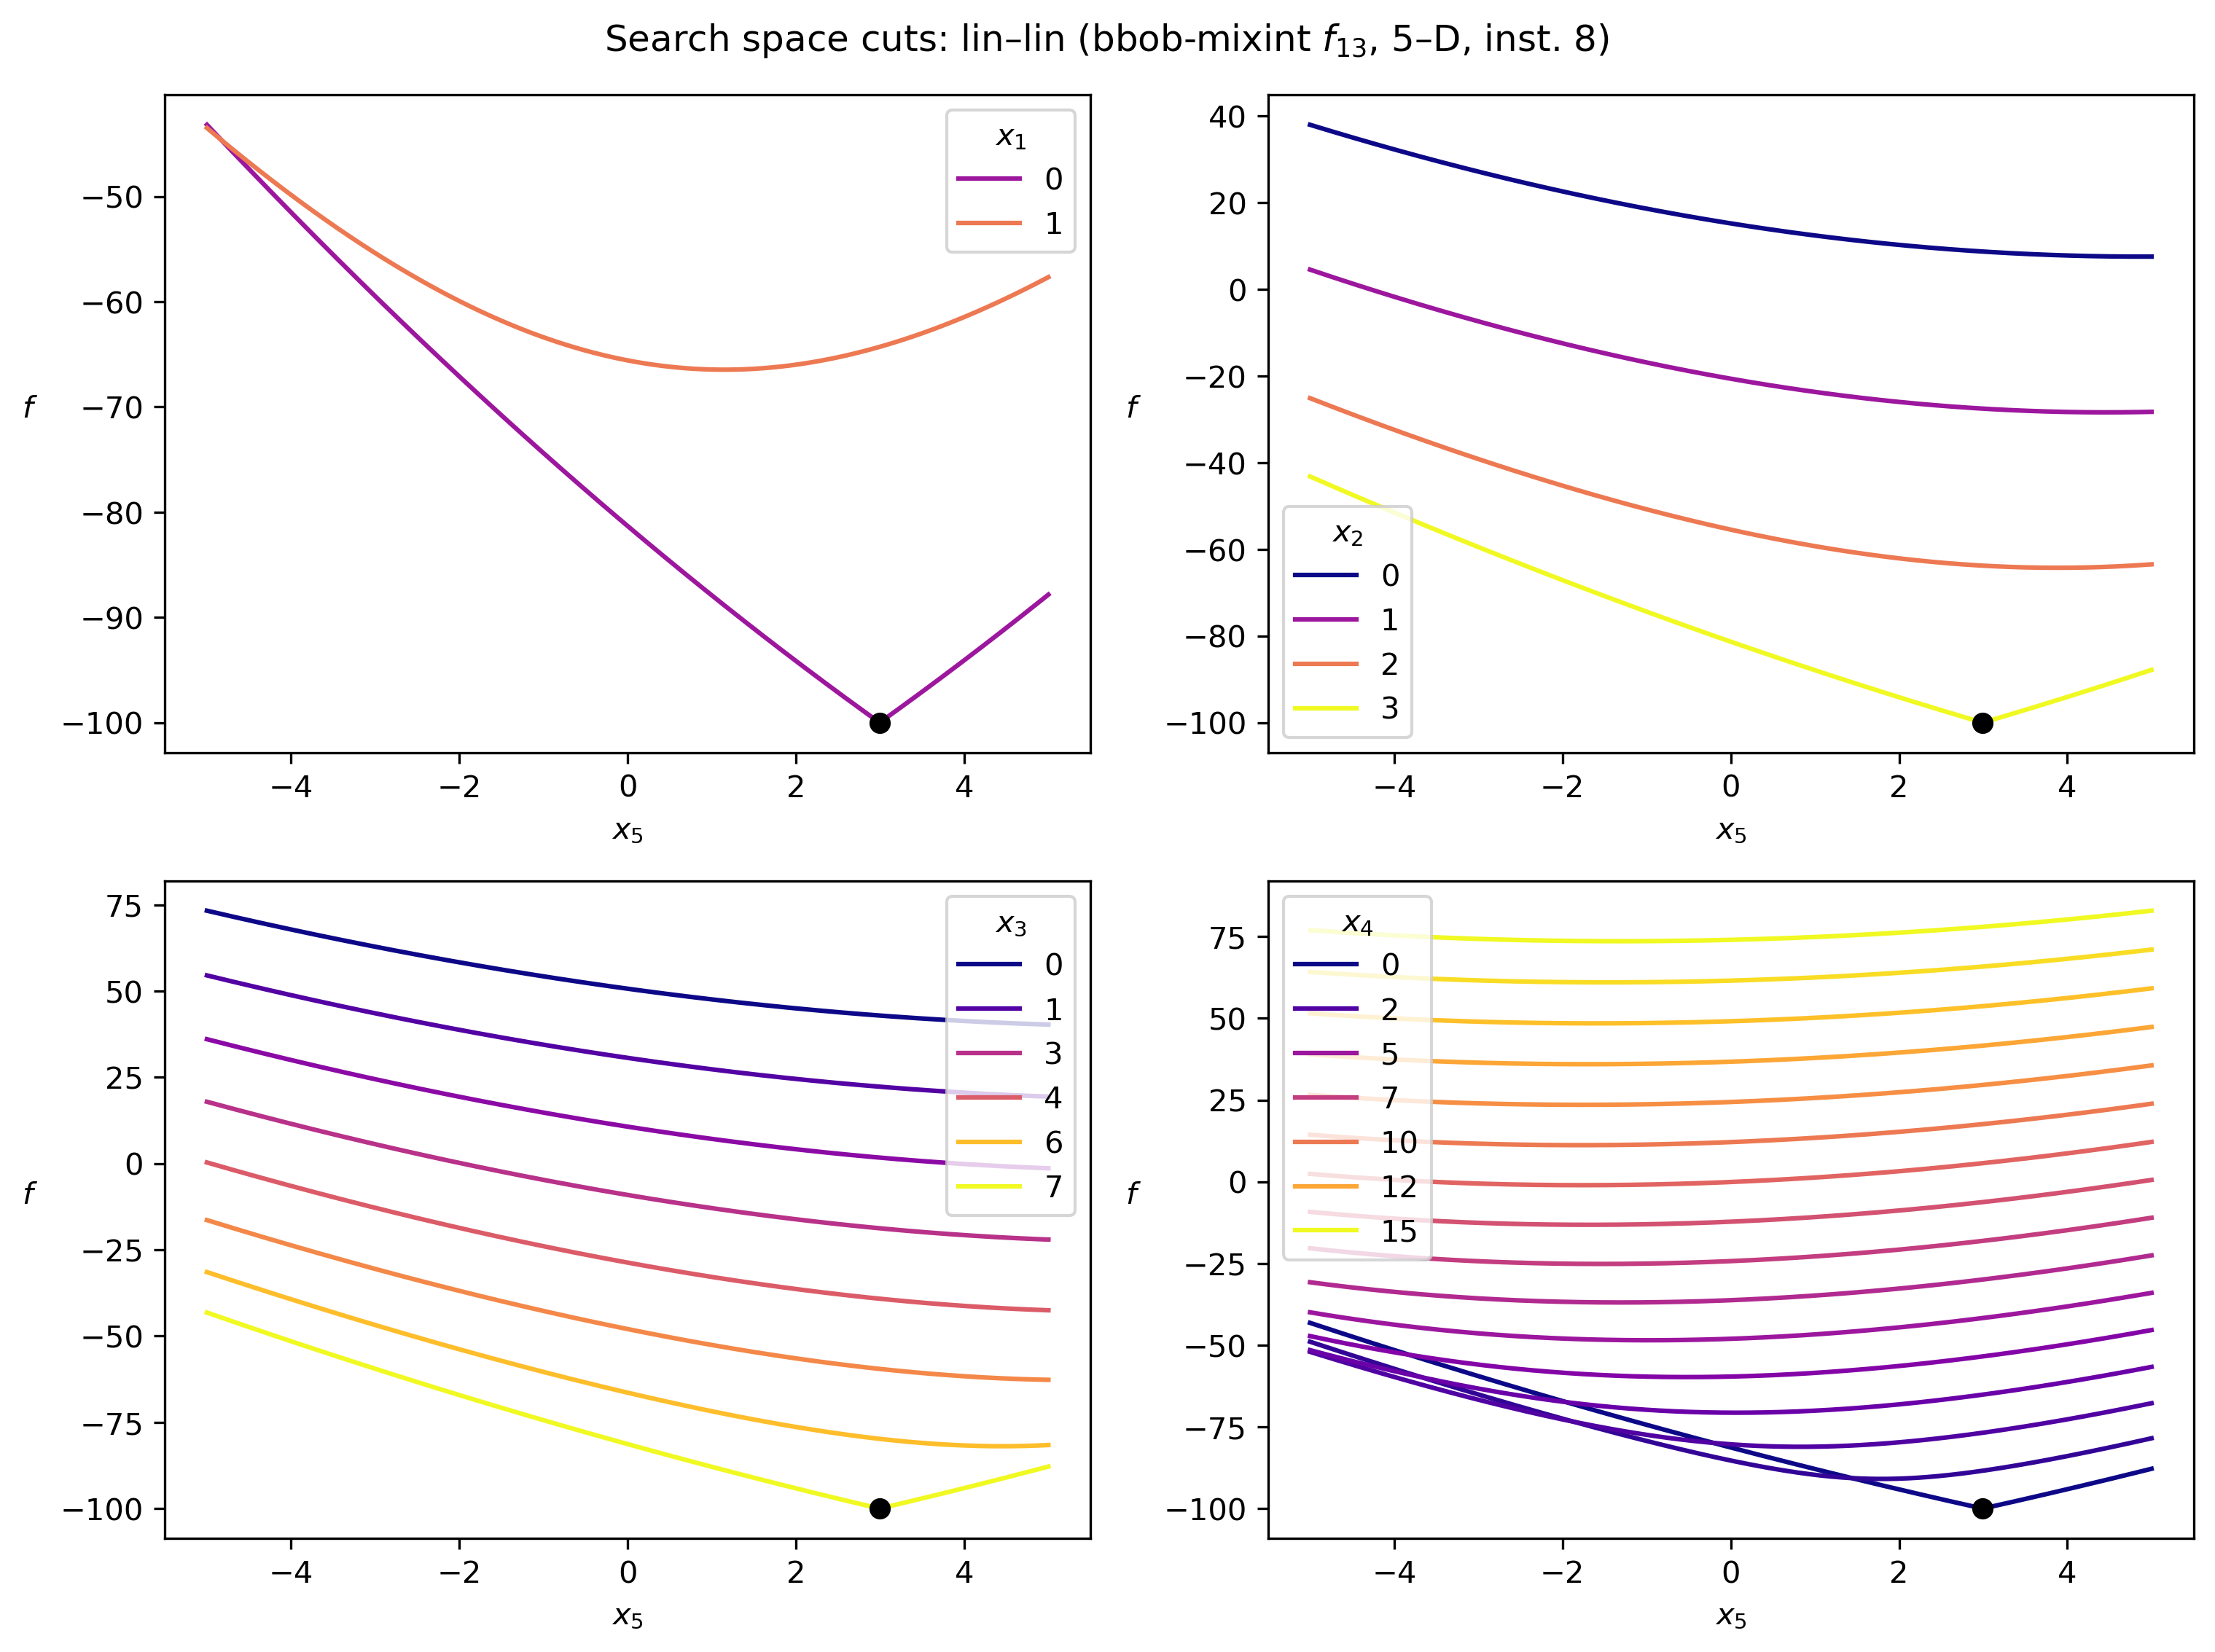 Search space cuts: lin–lin (bbob-mixint f13, 5–D, inst. 8)
x1
0
1
−50
−60
−70
−80
−90
−100
f
−4 −2 0 2 4
x5
40
20
0
−20
−40
−60
−80
−100
f
x2
0
1
2
3
−4 −2 0 2 4
x5
75
50
25
0
−25
−50
−75
−100
f
x3
0
1
3
4
6
7
−4 −2 0 2 4
x5
75
50
25
0
−25
−50
−75
−100
f
x4
0
2
5
7
10
12
15
−4 −2 0 2 4
x5